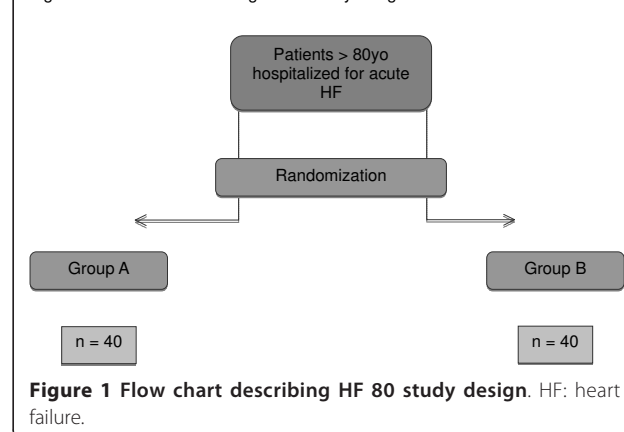 Patients > 80yo
hospitalized for acute
HF
Randomization
Group A
Group B
n = 40
n = 40
Figure 1 Flow chart describing HF 80 study design. HF: heart
failure.